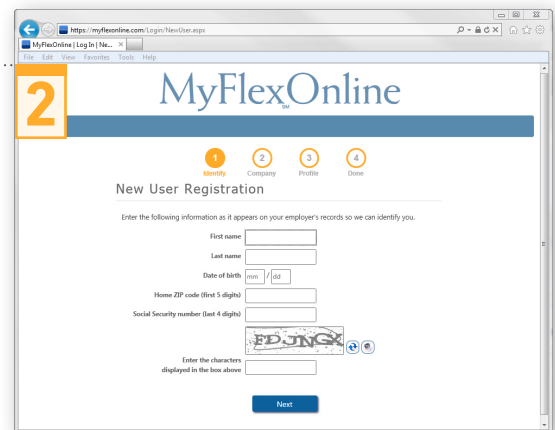 https://myflexonline.com/Login/NewUser.aspx
MyFlexOnline | Log In | Ne...
File Edit View Favorites Tools Help
2
MyFlexOnline
SM
1 2 3 4
Identify Company Profile Done
New User Registration
Enter the following information as it appears on your employer's records so we can identify you.
First name
Last name
Date of birth mm / dd
Home ZIP code (first 5 digits)
Social Security number (last 4 digits)
Enter the characters
displayed in the box above
Next